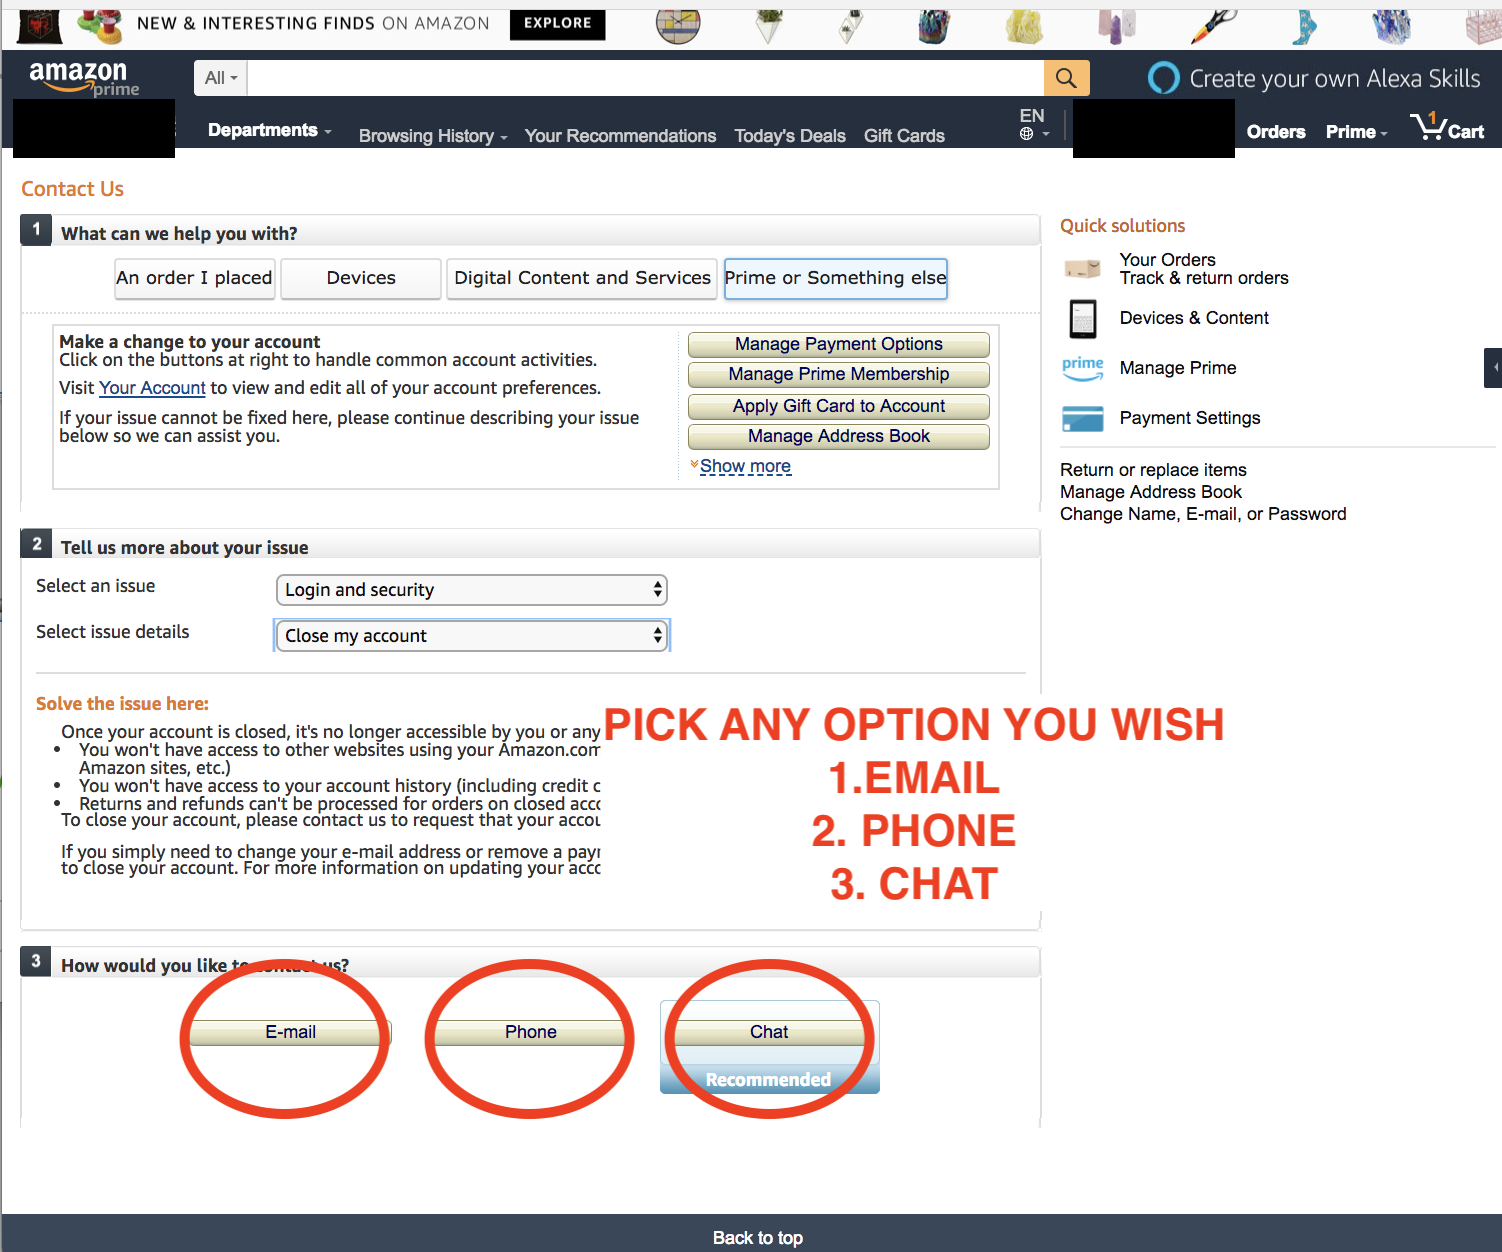 NEW & INTERESTING FINDS ON AMAZON EXPLORE
amazon prime
All
Create your own Alexa Skills
Departments Browsing History Your Recommendations Today's Deals Gift Cards EN Orders Prime 1 Cart
Contact Us
1 What can we help you with?
An order I placed Devices Digital Content and Services Prime or Something else
Make a change to your account
Click on the buttons at right to handle common account activities.
Visit Your Account to view and edit all of your account preferences.
If your issue cannot be fixed here, please continue describing your issue
below so we can assist you.
Manage Payment Options
Manage Prime Membership
Apply Gift Card to Account
Manage Address Book
Show more
Quick solutions
Your Orders
Track & return orders
Devices & Content
prime
Manage Prime
Payment Settings
Return or replace items
Manage Address Book
Change Name, E-mail, or Password
2 Tell us more about your issue
Select an issue Login and security
Select issue details Close my account
Solve the issue here:
Once your account is closed, it's no longer accessible by you or any
• You won't have access to other websites using your Amazon.com
Amazon sites, etc.)
• You won't have access to your account history (including credit c
• Returns and refunds can't be processed for orders on closed acc
To close your account, please contact us to request that your accou
If you simply need to change your e-mail address or remove a payr
to close your account. For more information on updating your acc
PICK ANY OPTION YOU WISH
1.EMAIL
2. PHONE
3. CHAT
3 How would you like to contact us?
E-mail Phone Chat
Recommended
Back to top